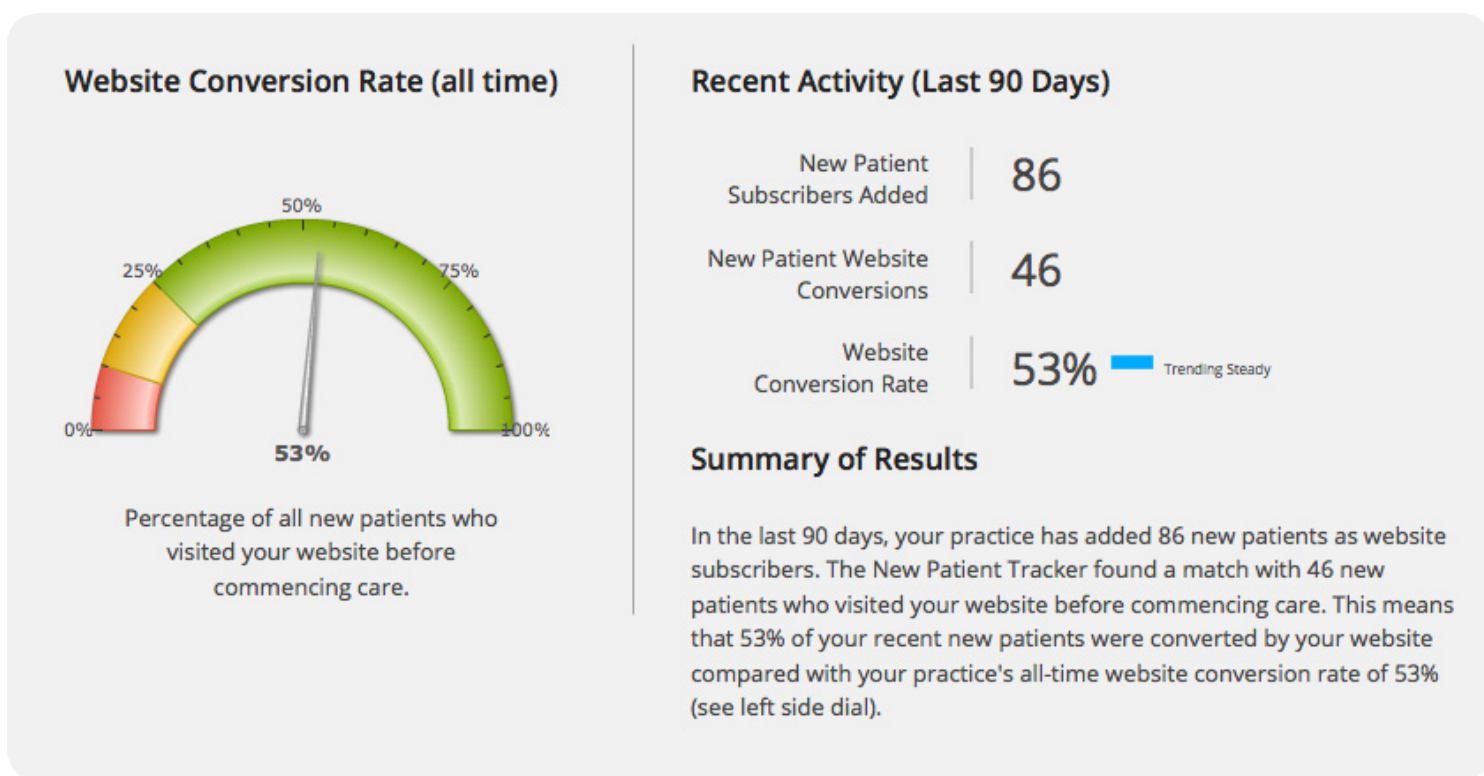 Website Conversion Rate (all time)
50%
25%
75%
0%
100%
53%
Percentage of all new patients who
visited your website before
commencing care.
Recent Activity (Last 90 Days)
New Patient
Subscribers Added
86
New Patient Website
Conversions
46
Website
Conversion Rate
53%
Trending Steady
Summary of Results
In the last 90 days, your practice has added 86 new patients as website
subscribers. The New Patient Tracker found a match with 46 new
patients who visited your website before commencing care. This means
that 53% of your recent new patients were converted by your website
compared with your practice's all-time website conversion rate of 53%
(see left side dial).